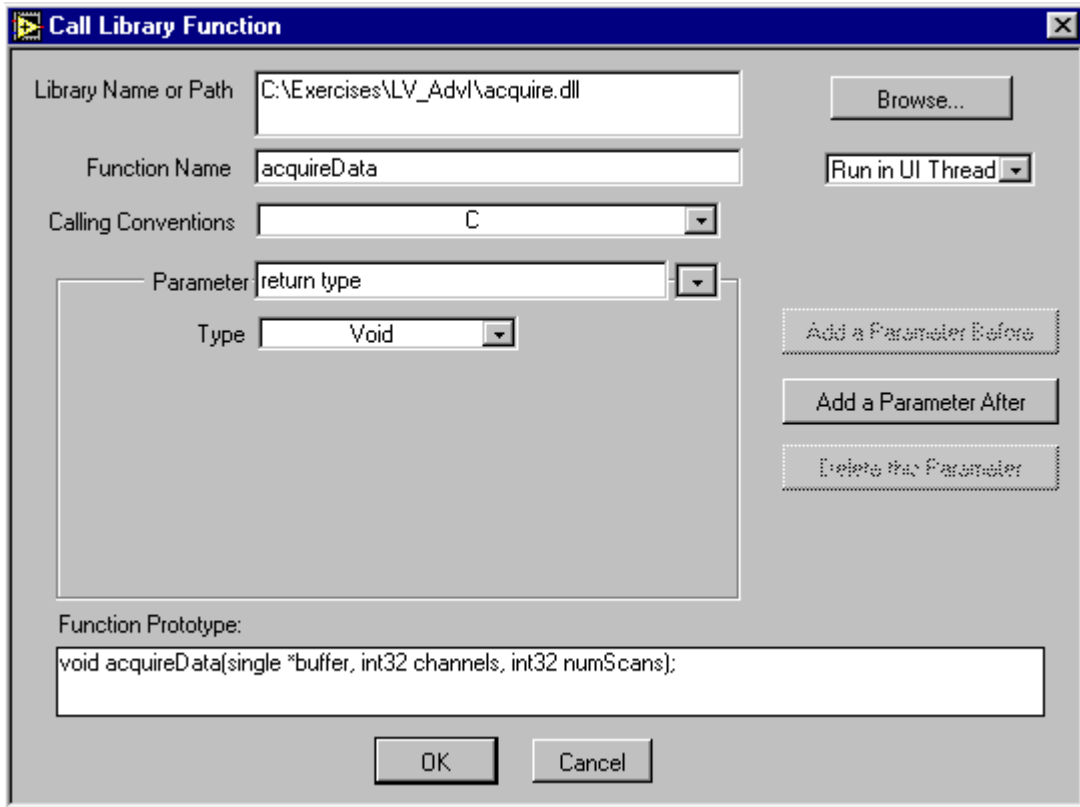 Call Library Function
Library Name or Path C:\Exercises\LV_AdvI\acquire.dll Browse...
Function Name acquireData Run in UI Thread
Calling Conventions C
Parameter return type
Type Void
Add a Parameter Before
Add a Parameter After
Delete this Parameter
Function Prototype:
void acquireData(single *buffer, int32 channels, int32 numScans);
OK Cancel